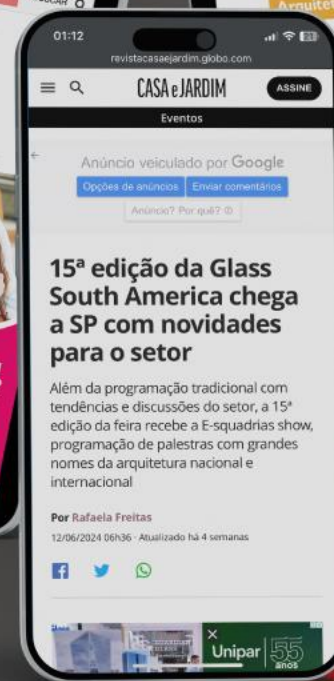 Arquitet
01:12
revistacasaejardim.globo.com
CASA e JARDIM
ASSINE
Eventos
Anúncio veiculado por Google
Opções de anúncios
Enviar comentários
Anúncio? Por quê?
15ª edição da Glass
South America chega
a SP com novidades
para o setor
Além da programação tradicional com
tendências e discussões do setor, a 15ª
edição da feira recebe a E-squadrias show,
programação de palestras com grandes
nomes da arquitetura nacional e
internacional
Por Rafaela Freitas
12/06/2024 06h36 · Atualizado há 4 semanas
Unipar
55
anos